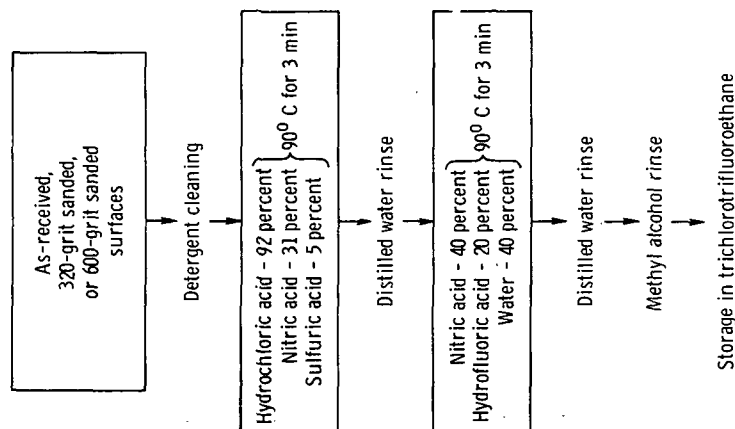 As-received,
320-grit sanded,
or 600-grit sanded
surfaces
Detergent cleaning
Hydrochloric acid - 92 percent
Nitric acid - 31 percent
Sulfuric acid - 5 percent
90⁰ C for 3 min
Distilled water rinse
Nitric acid - 40 percent
Hydrofluoric acid - 20 percent
Water - 40 percent
90⁰ C for 3 min
Distilled water rinse
Methyl alcohol rinse
Storage in trichlorotrifluoroethane